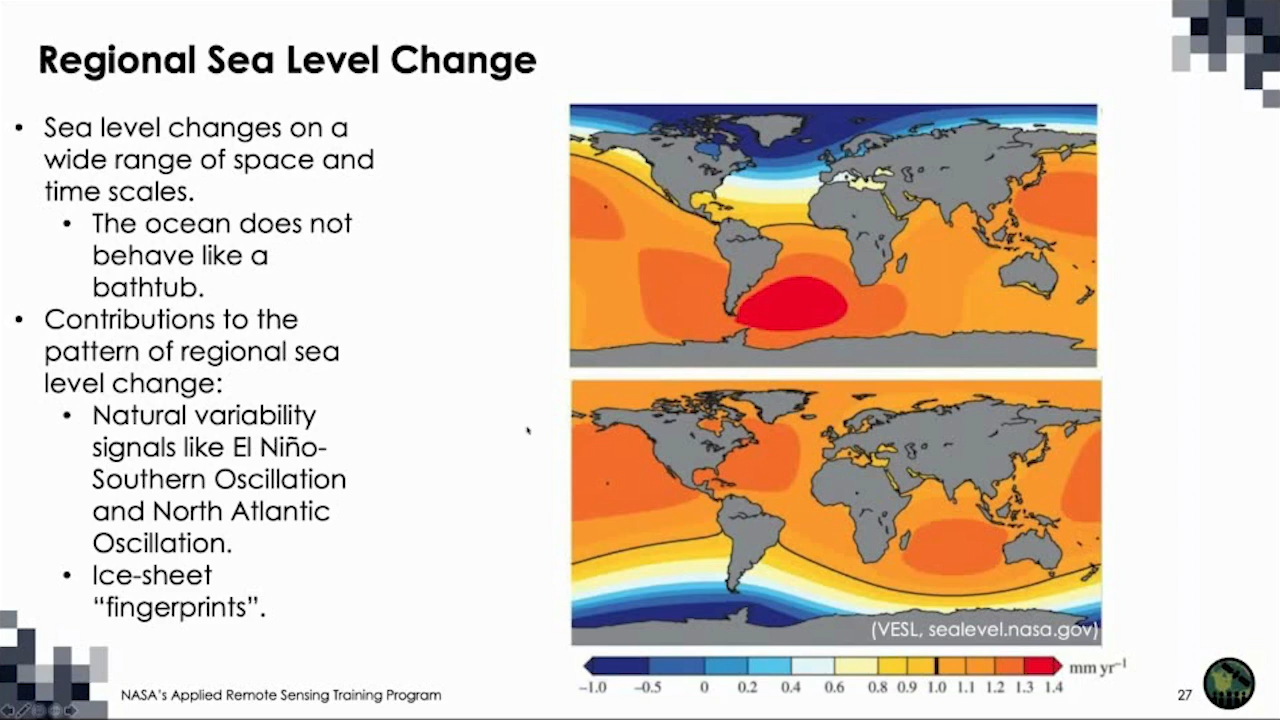 Regional Sea Level Change
• Sea level changes on a
wide range of space and
time scales.
• The ocean does not
behave like a
bathtub.
• Contributions to the
pattern of regional sea
level change:
• Natural variability
signals like El Niño-
Southern Oscillation
and North Atlantic
Oscillation.
• Ice-sheet
“fingerprints”.
(VESL, sealevel.nasa.gov)
−1.0 −0.5 0 0.2 0.4 0.6 0.8 0.9 1.0 1.1 1.2 1.3 1.4 mm yr⁻¹
NASA’s Applied Remote Sensing Training Program
27